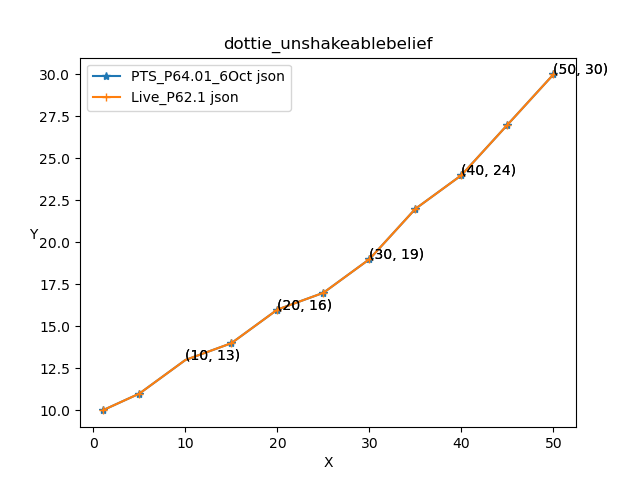 dottie_unshakeablebelief
PTS_P64.01_6Oct json
Live_P62.1 json
30.0
27.5
25.0
22.5
20.0
17.5
15.0
12.5
10.0
Y
(50, 30)
(40, 24)
(30, 19)
(20, 16)
(10, 13)
0 10 20 30 40 50
X